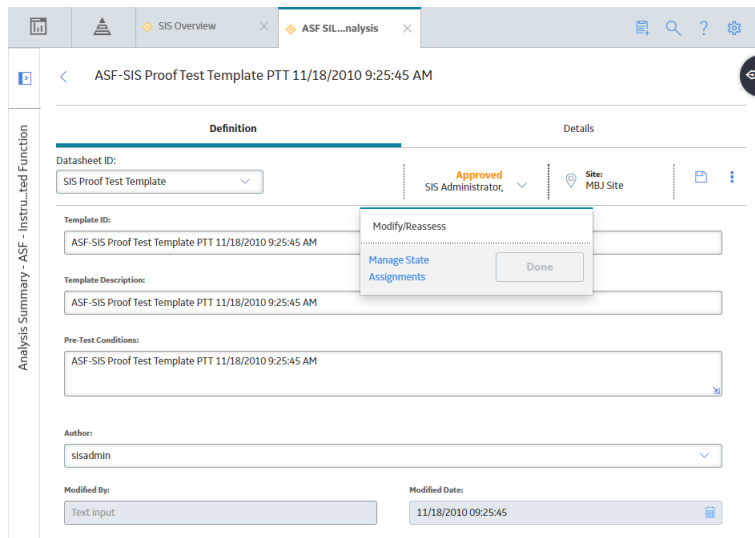 SIS Overview
ASF SIL...nalysis
ASF-SIS Proof Test Template PTT 11/18/2010 9:25:45 AM
Analysis Summary - ASF - Instru...ted Function
Definition
Details
Datasheet ID:
SIS Proof Test Template
Approved
SIS Administrator,
Site:
MBJ Site
Template ID:
ASF-SIS Proof Test Template PTT 11/18/2010 9:25:45 AM
Modify/Reassess
Manage State
Assignments
Done
Template Description:
ASF-SIS Proof Test Template PTT 11/18/2010 9:25:45 AM
Pre-Test Conditions:
ASF-SIS Proof Test Template PTT 11/18/2010 9:25:45 AM
Author:
sisadmin
Modified By:
Modified Date:
Text input
11/18/2010 09:25:45